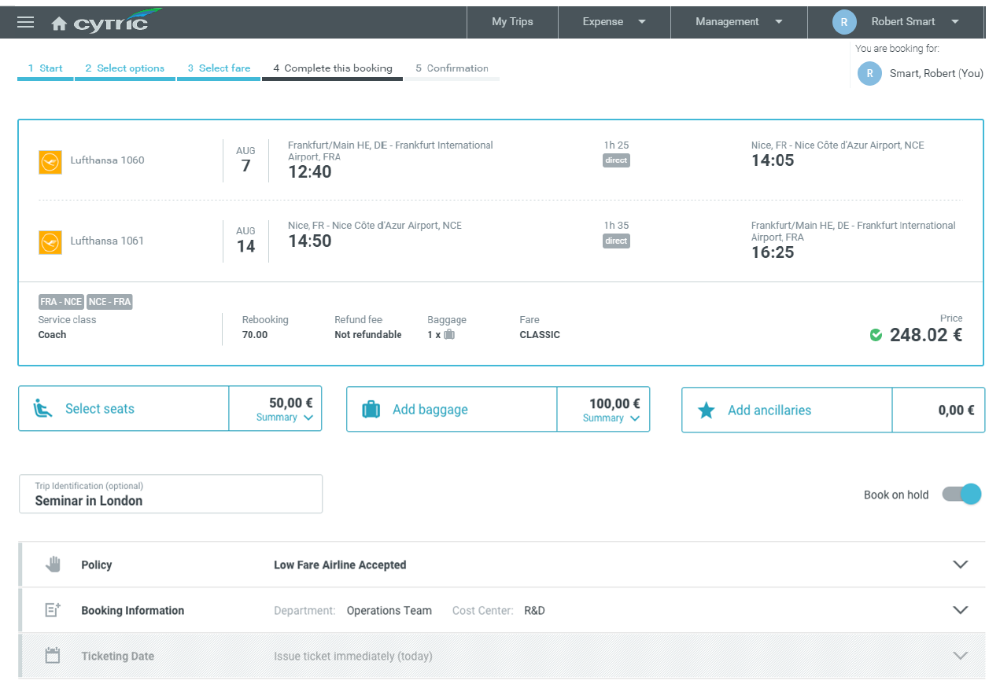 cytric
My Trips
Expense
Management
R
Robert Smart
You are booking for:
R
Smart, Robert (You)
1 Start
2 Select options
3 Select fare
4 Complete this booking
5 Confirmation
Lufthansa 1060
AUG
7
Frankfurt/Main HE, DE - Frankfurt International
Airport, FRA
12:40
1h 25
direct
Nice, FR - Nice Côte d'Azur Airport, NCE
14:05
Lufthansa 1061
AUG
14
Nice, FR - Nice Côte d'Azur Airport, NCE
14:50
1h 35
direct
Frankfurt/Main HE, DE - Frankfurt International
Airport, FRA
16:25
FRA - NCE NCE - FRA
Service class
Coach
Rebooking
70.00
Refund fee
Not refundable
Baggage
1 x
Fare
CLASSIC
Price
248.02 €
Select seats
50,00 €
Summary
Add baggage
100,00 €
Summary
Add ancillaries
0,00 €
Trip Identification (optional)
Seminar in London
Book on hold
Policy
Low Fare Airline Accepted
Booking Information
Department: Operations Team Cost Center: R&D
Ticketing Date
Issue ticket immediately (today)